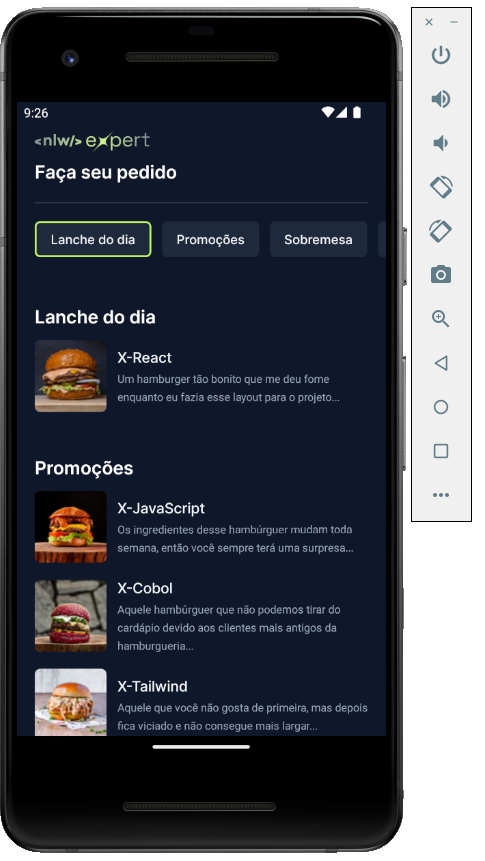 9:26
<nlw/> expert
Faça seu pedido
Lanche do dia
Promoções
Sobremesa
Lanche do dia
X-React
Um hamburger tão bonito que me deu fome
enquanto eu fazia esse layout para o projeto...
Promoções
X-JavaScript
Os ingredientes desse hambúrguer mudam toda
semana, então você sempre terá uma surpresa...
X-Cobol
Aquele hambúrguer que não podemos tirar do
cardápio devido aos clientes mais antigos da
hamburgueria...
X-Tailwind
Aquele que você não gosta de primeira, mas depois
fica viciado e não consegue mais largar...